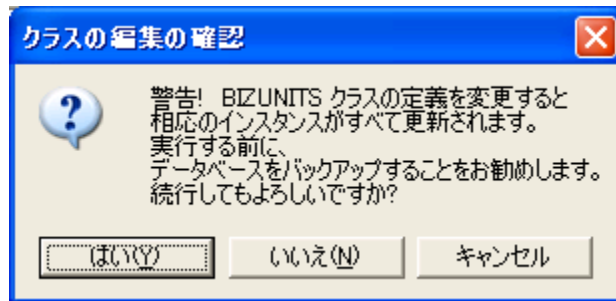 クラスの編集の確認
警告! BIZUNITS クラスの定義を変更すると
相応のインスタンスがすべて更新されます。
実行する前に、
データベースをバックアップすることをお勧めします。
続行してもよろしいですか?
はい(Y)
いいえ(N)
キャンセル